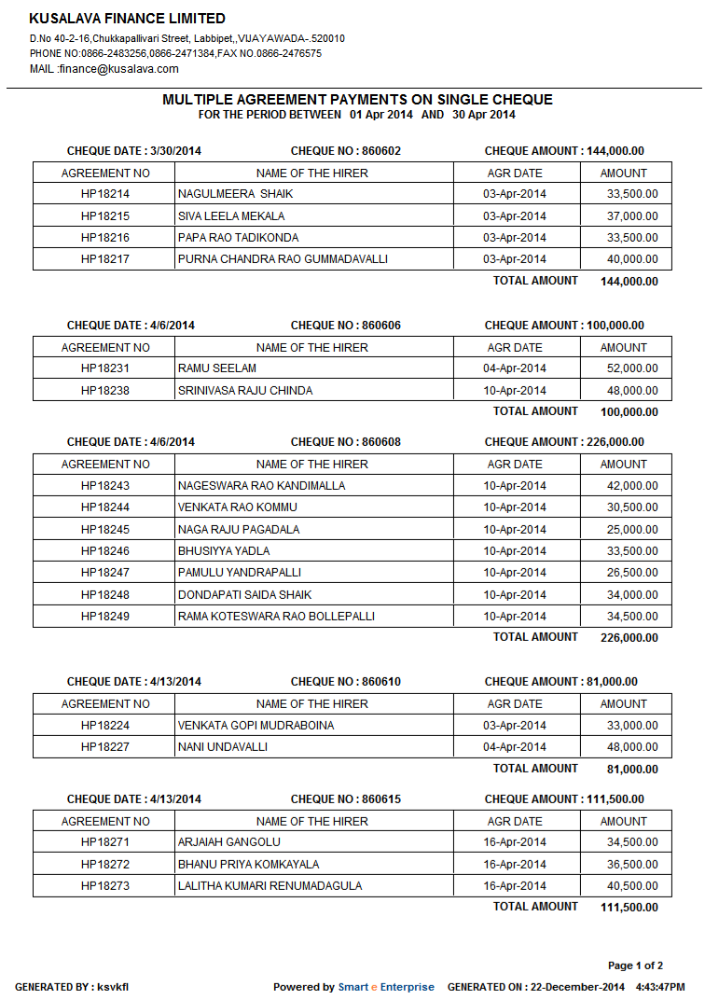 KUSALAVA FINANCE LIMITED
D.No 40-2-16,Chukkapallivari Street, Labbipet,,VIJAYAWADA-.520010
PHONE NO:0866-2483256,0866-2471384,FAX NO.0866-2476575
MAIL :finance@kusalava.com
MULTIPLE AGREEMENT PAYMENTS ON SINGLE CHEQUE
FOR THE PERIOD BETWEEN 01 Apr 2014 AND 30 Apr 2014
CHEQUE DATE : 3/30/2014 CHEQUE NO : 860602 CHEQUE AMOUNT : 144,000.00
AGREEMENT NO NAME OF THE HIRER AGR DATE AMOUNT
HP18214 NAGULMEERA SHAIK 03-Apr-2014 33,500.00
HP18215 SIVA LEELA MEKALA 03-Apr-2014 37,000.00
HP18216 PAPA RAO TADIKONDA 03-Apr-2014 33,500.00
HP18217 PURNA CHANDRA RAO GUMMADAVALLI 03-Apr-2014 40,000.00
TOTAL AMOUNT 144,000.00
CHEQUE DATE : 4/6/2014 CHEQUE NO : 860606 CHEQUE AMOUNT : 100,000.00
AGREEMENT NO NAME OF THE HIRER AGR DATE AMOUNT
HP18231 RAMU SEELAM 04-Apr-2014 52,000.00
HP18238 SRINIVASA RAJU CHINDA 10-Apr-2014 48,000.00
TOTAL AMOUNT 100,000.00
CHEQUE DATE : 4/6/2014 CHEQUE NO : 860608 CHEQUE AMOUNT : 226,000.00
AGREEMENT NO NAME OF THE HIRER AGR DATE AMOUNT
HP18243 NAGESWARA RAO KANDIMALLA 10-Apr-2014 42,000.00
HP18244 VENKATA RAO KOMMU 10-Apr-2014 30,500.00
HP18245 NAGA RAJU PAGADALA 10-Apr-2014 25,000.00
HP18246 BHUSIYYA YADLA 10-Apr-2014 33,500.00
HP18247 PAMULU YANDRAPALLI 10-Apr-2014 26,500.00
HP18248 DONDAPATI SAIDA SHAIK 10-Apr-2014 34,000.00
HP18249 RAMA KOTESWARA RAO BOLLEPALLI 10-Apr-2014 34,500.00
TOTAL AMOUNT 226,000.00
CHEQUE DATE : 4/13/2014 CHEQUE NO : 860610 CHEQUE AMOUNT : 81,000.00
AGREEMENT NO NAME OF THE HIRER AGR DATE AMOUNT
HP18224 VENKATA GOPI MUDRABOINA 03-Apr-2014 33,000.00
HP18227 NANI UNDAVALLI 04-Apr-2014 48,000.00
TOTAL AMOUNT 81,000.00
CHEQUE DATE : 4/13/2014 CHEQUE NO : 860615 CHEQUE AMOUNT : 111,500.00
AGREEMENT NO NAME OF THE HIRER AGR DATE AMOUNT
HP18271 ARJAIAH GANGOLU 16-Apr-2014 34,500.00
HP18272 BHANU PRIYA KOMKAYALA 16-Apr-2014 36,500.00
HP18273 LALITHA KUMARI RENUMADAGULA 16-Apr-2014 40,500.00
TOTAL AMOUNT 111,500.00
Page 1 of 2
GENERATED BY : ksvkfl Powered by Smart e Enterprise GENERATED ON : 22-December-2014 4:43:47PM